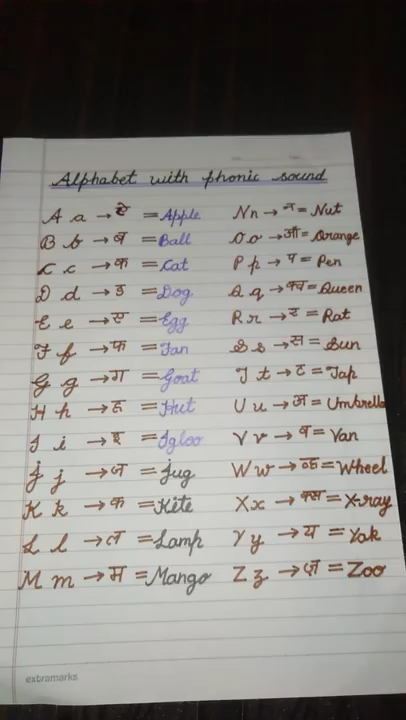 Alphabet with phonic sound
A a → ऐ = Apple
B b → ब = Ball
C c → क = Cat
D d → ड = Dog
E e → ए = Egg
F f → फ = Fan
G g → ग = Goat
H h → ह = Hut
I i → इ = Igloo
J j → ज = Jug
K k → क = Kite
L l → ल = Lamp
M m → म = Mango
N n → न = Nut
O o → ऑ = Orange
P p → प = Pen
Q q → क्व = Queen
R r → र = Rat
S s → स = Sun
T t → ट = Tap
U u → अ = Umbrella
V v → व = Van
W w → = Wheel
X x → क्स = X-ray
Y y → य = Yak
Z z → ज़ = Zoo
extramarks